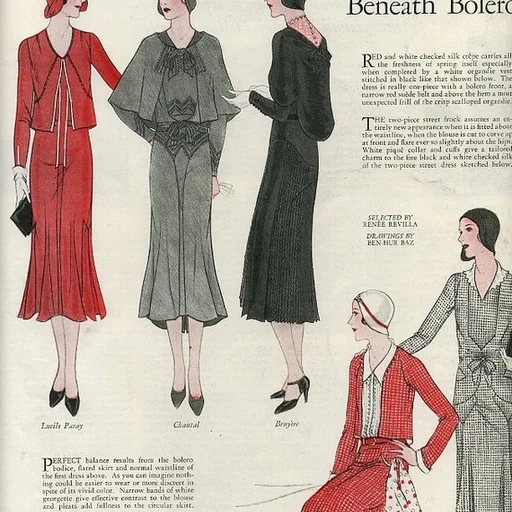 Beneath Bolero
RED and white checked silk crêpe carries all
the freshness of spring itself especially
when completed by a white organdie vest
stitched in black like that shown below. The
dress is really one-piece with a bolero front, a
narrow red suède belt and above the hem a most
unexpected frill of the crisp scalloped organdie.
THE two-piece street frock assumes an en-
tirely new appearance when it is fitted about
the waistline, when the blouse is cut to curve up
at front and flare ever so slightly about the hips.
White piqué collar and cuffs give a tailored
charm to the fine black and white checked silk
of the two-piece street dress sketched below.
SELECTED BY
RENÉE REVILLA
DRAWINGS BY
BEN-HUR BAZ
Lucile Paray
Chantal
Bruyère
PERFECT balance results from the bolero
bodice, flared skirt and normal waistline of
the first dress above. As you can imagine noth-
ing could be easier to wear or more discreet in
spite of its vivid color. Narrow bands of white
georgette give effective contrast to the blouse
and pleats add fullness to the circular skirt.